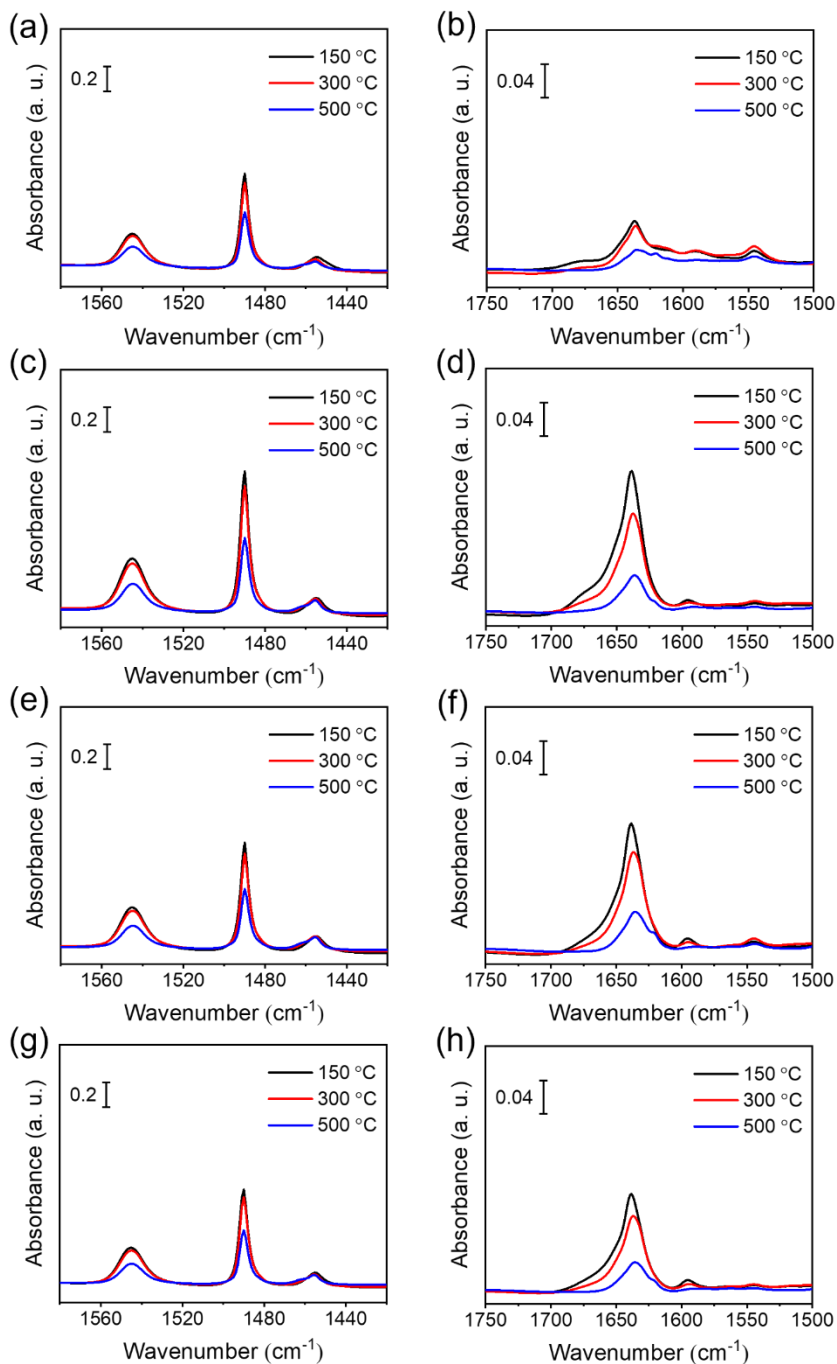 (a)
0.2
150 °C
300 °C
500 °C
Absorbance (a. u.)
1560 1520 1480 1440
Wavenumber (cm-1)
(b)
0.04
150 °C
300 °C
500 °C
Absorbance (a. u.)
1750 1700 1650 1600 1550 1500
Wavenumber (cm-1)
(c)
0.2
150 °C
300 °C
500 °C
Absorbance (a. u.)
1560 1520 1480 1440
Wavenumber (cm-1)
(d)
0.04
150 °C
300 °C
500 °C
Absorbance (a. u.)
1750 1700 1650 1600 1550 1500
Wavenumber (cm-1)
(e)
0.2
150 °C
300 °C
500 °C
Absorbance (a. u.)
1560 1520 1480 1440
Wavenumber (cm-1)
(f)
0.04
150 °C
300 °C
500 °C
Absorbance (a. u.)
1750 1700 1650 1600 1550 1500
Wavenumber (cm-1)
(g)
0.2
150 °C
300 °C
500 °C
Absorbance (a. u.)
1560 1520 1480 1440
Wavenumber (cm-1)
(h)
0.04
150 °C
300 °C
500 °C
Absorbance (a. u.)
1750 1700 1650 1600 1550 1500
Wavenumber (cm-1)